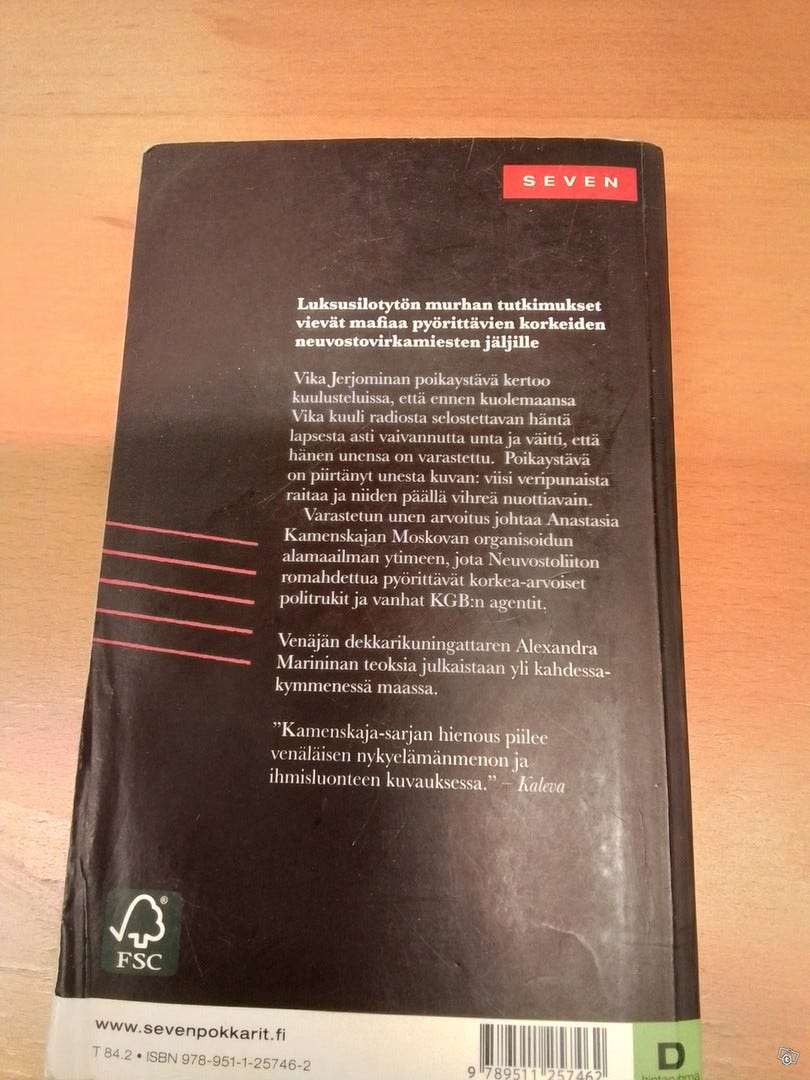 SEVEN
Luksusilotytön murhan tutkimukset
vievät mafiaa pyörittävien korkeiden
neuvostovirkamiesten jäljille
Vika Jerjominan poikaystävä kertoo
kuulusteluissa, että ennen kuolemaansa
Vika kuuli radiosta selostettavan häntä
lapsesta asti vaivannutta unta ja väitti, että
hänen unensa on varastettu. Poikaystävä
on piirtänyt unesta kuvan: viisi veripunaista
raitaa ja niiden päällä vihreä nuottiavain.
Varastetun unen arvoitus johtaa Anastasia
Kamenskajan Moskovan organisoidun
alamaailman ytimeen, jota Neuvostoliiton
romahdettua pyörittävät korkea-arvoiset
politrukit ja vanhat KGB:n agentit.
Venäjän dekkarikuningattaren Alexandra
Marininan teoksia julkaistaan yli kahdessa-
kymmenessä maassa.
”Kamenskaja-sarjan hienous piilee
venäläisen nykyelämänmenon ja
ihmisluonteen kuvauksessa.” – Kaleva
FSC
www.sevenpokkarit.fi
T 84.2 • ISBN 978-951-1-25746-2
9 789511 257462
D
hintaryhmä